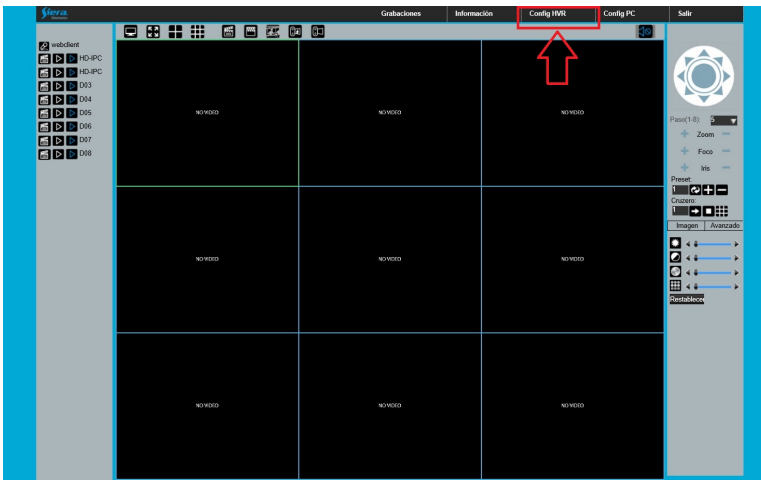 Siera
Grabaciones Información Config HVR Config PC Salir
webclient
HD-IPC
HD-IPC
D03
D04
D05
D06
D07
D08
NO VIDEO NO VIDEO NO VIDEO
NO VIDEO NO VIDEO NO VIDEO
NO VIDEO NO VIDEO NO VIDEO
Paso(1-8): 5
Zoom
Foco
Iris
Preset:
1
Cruzero:
1
Imagen Avanzado
Restablecer